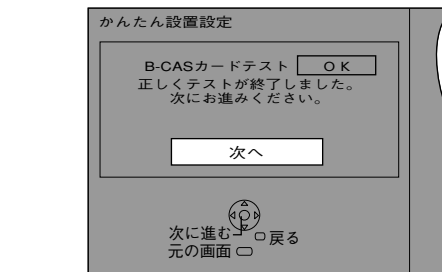 かんたん設置設定
B-CASカードテスト OK
正しくテストが終了しました。
次にお進みください。
次へ
次に進む
戻る
元の画面